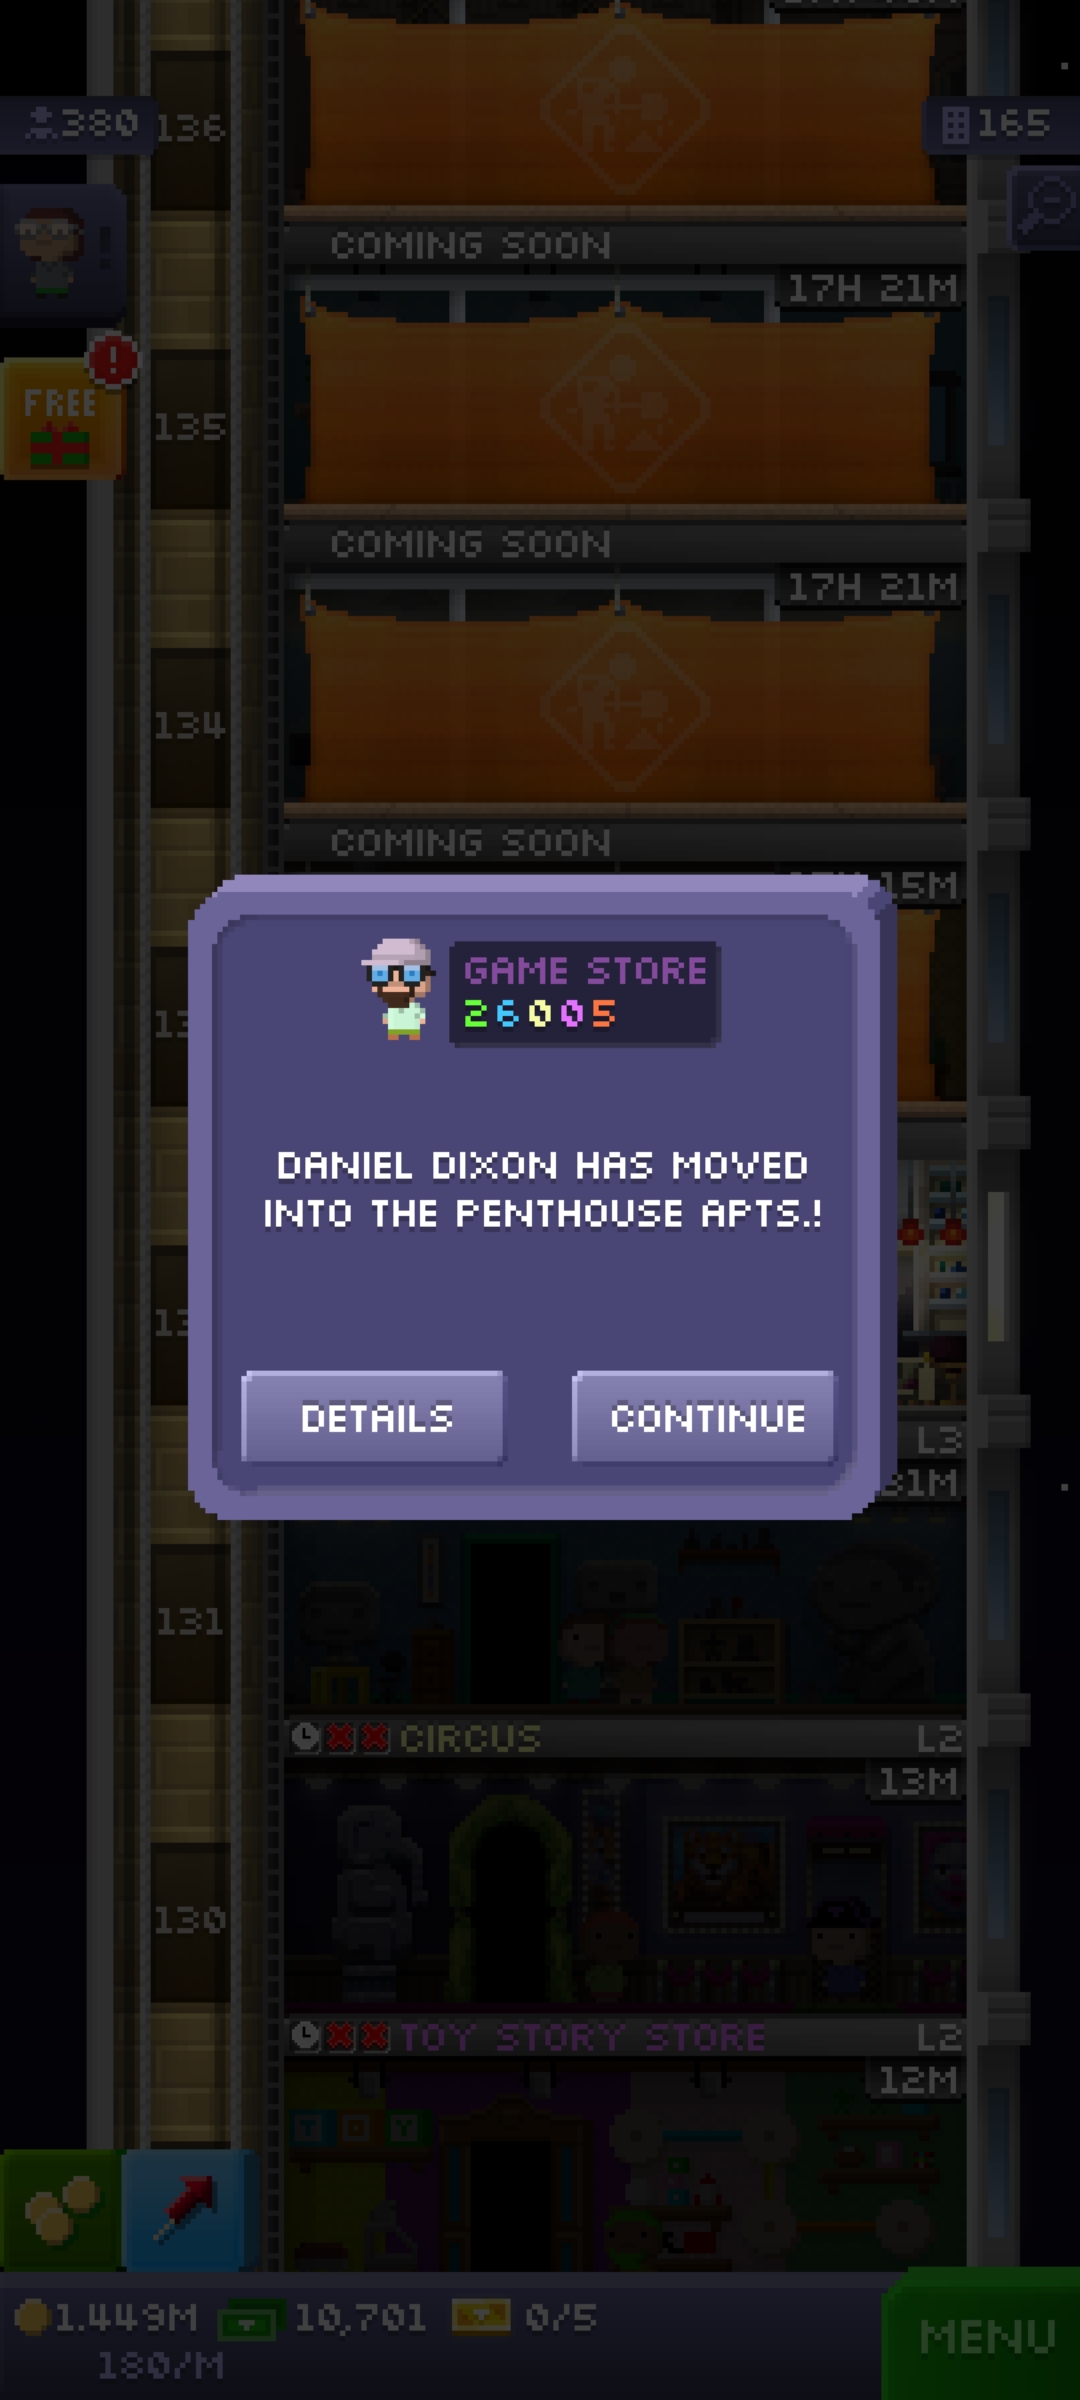 380
136
165
COMING SOON
17H 21M
FREE
!
135
COMING SOON
17H 21M
134
COMING SOON
15M
GAME STORE
26005
DANIEL DIXON HAS MOVED
INTO THE PENTHOUSE APTS.!
DETAILS
CONTINUE
L3
31M
131
CIRCUS
L2
13M
130
TOY STORY STORE
L2
12M
T O Y
1.449M
10,701
0/5
180/M
MENU